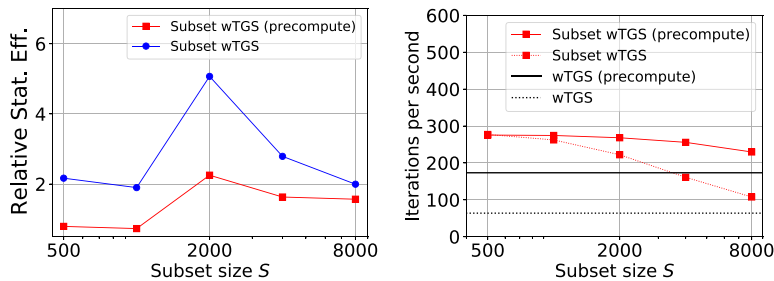 Relative Stat. Eff.
6
4
2
Subset wTGS (precompute)
Subset wTGS
500
2000
8000
Subset size S
Iterations per second
600
500
400
300
200
100
0
Subset wTGS (precompute)
Subset wTGS
wTGS (precompute)
wTGS
500
2000
8000
Subset size S